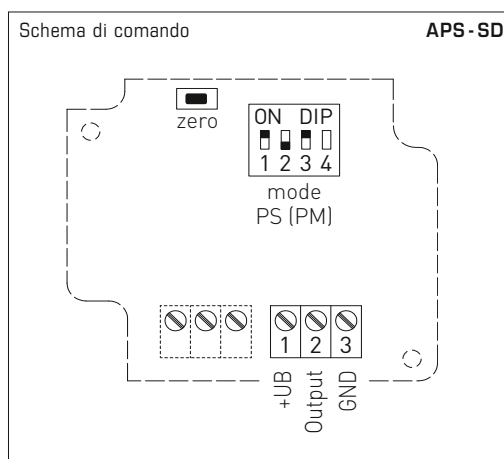 Schema di comando
APS-SD
zero
ON DIP
1 2 3 4
mode
PS (PM)
1 2 3
+UB
Output
GND